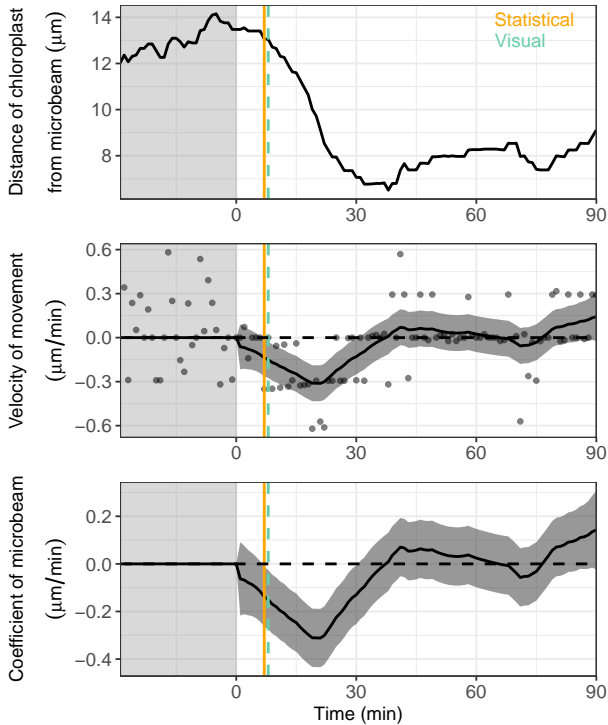 Distance of chloroplast
from microbeam (μm)
14
12
10
8
Statistical
Visual
0
30
60
90
Velocity of movement
(μm/min)
0.6
0.3
0.0
−0.3
−0.6
0
30
60
90
Coefficient of microbeam
(μm/min)
0.2
0.0
−0.2
−0.4
0
30
60
90
Time (min)